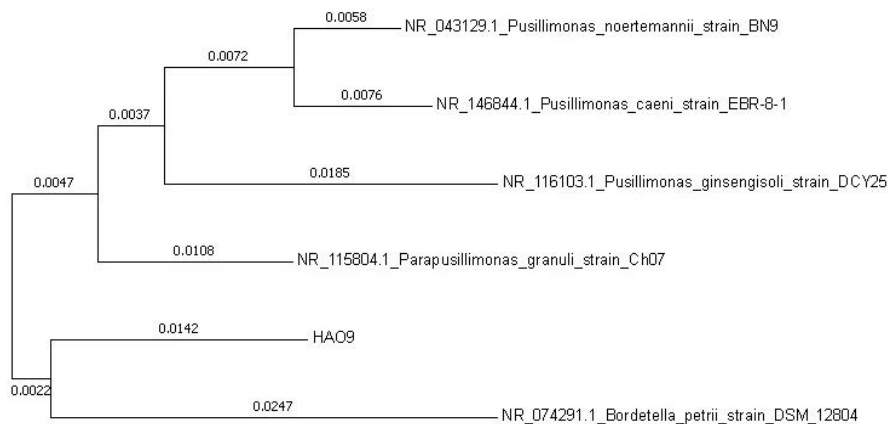 0.0058
NR_043129.1_Pusillimonas_noertemannii_strain_BN9
0.0072
0.0076
NR_146844.1_Pusillimonas_caeni_strain_EBR-8-1
0.0037
0.0185
NR_116103.1_Pusillimonas_ginsengisoli_strain_DCY25
0.0047
0.0108
NR_115804.1_Parapusillimonas_granuli_strain_Ch07
0.0142
HAO9
0.0022
0.0247
NR_074291.1_Bordetella_petrii_strain_DSM_12804